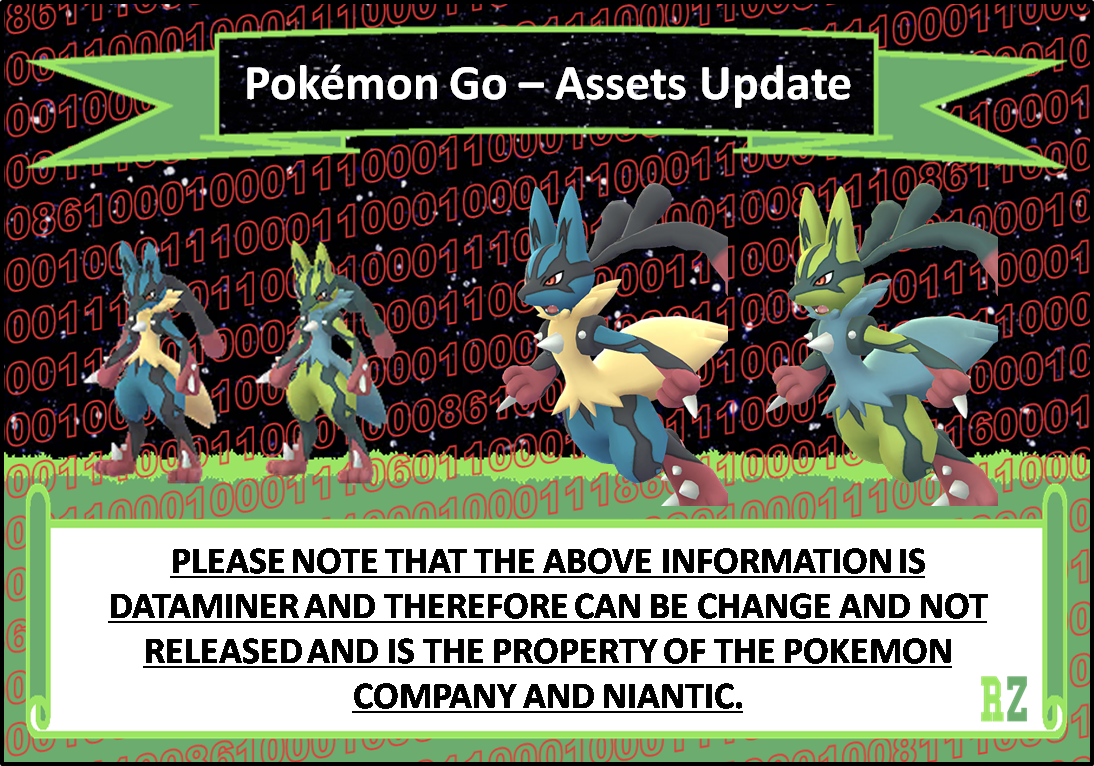 Pokémon Go – Assets Update
PLEASE NOTE THAT THE ABOVE INFORMATION IS
DATAMINER AND THEREFORE CAN BE CHANGE AND NOT
RELEASED AND IS THE PROPERTY OF THE POKEMON
COMPANY AND NIANTIC.
RZ